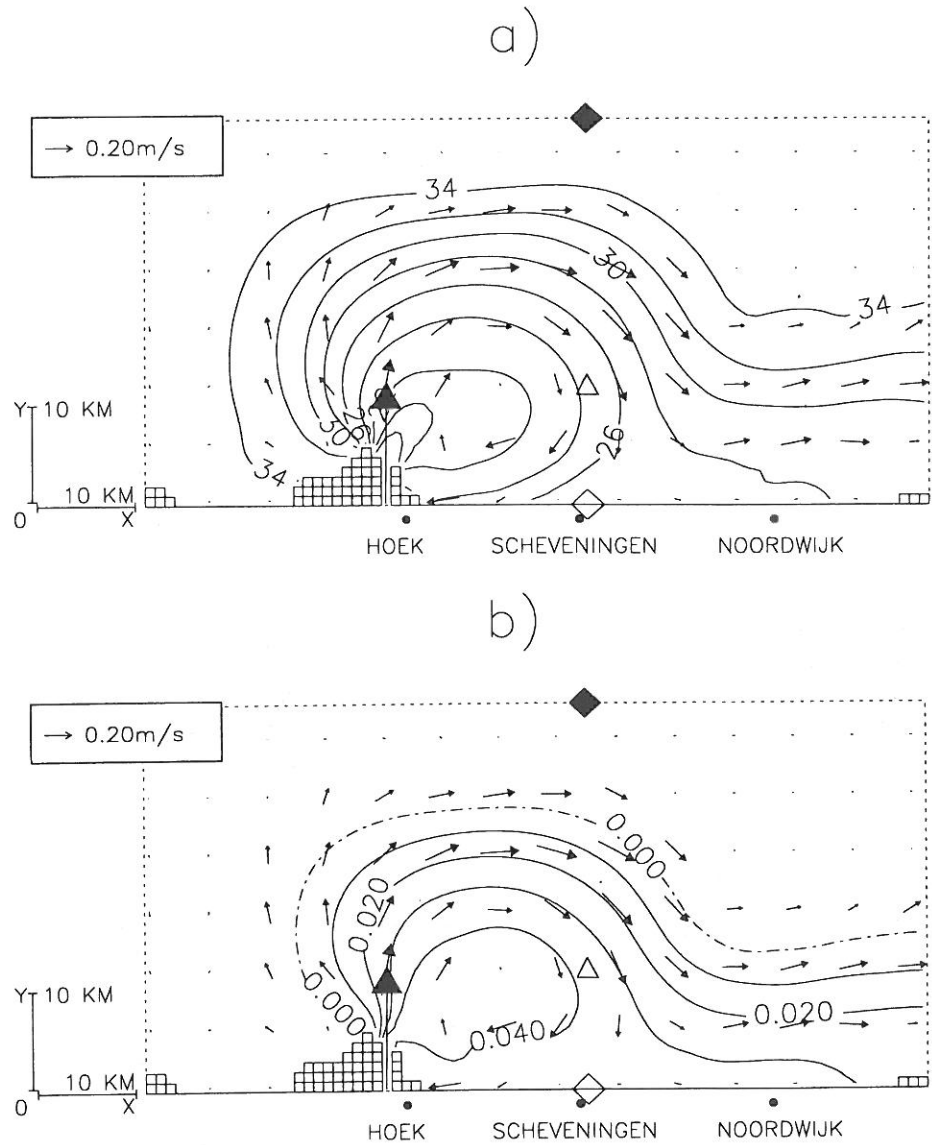 a)
→ 0.20m/s
34
30
34
26
30
26
34
Y 10 KM
10 KM
0 X
HOEK SCHEVENINGEN NOORDWIJK
b)
→ 0.20m/s
0.000
0.020
0.000
0.020
0.040
Y 10 KM
10 KM
0 X
HOEK SCHEVENINGEN NOORDWIJK